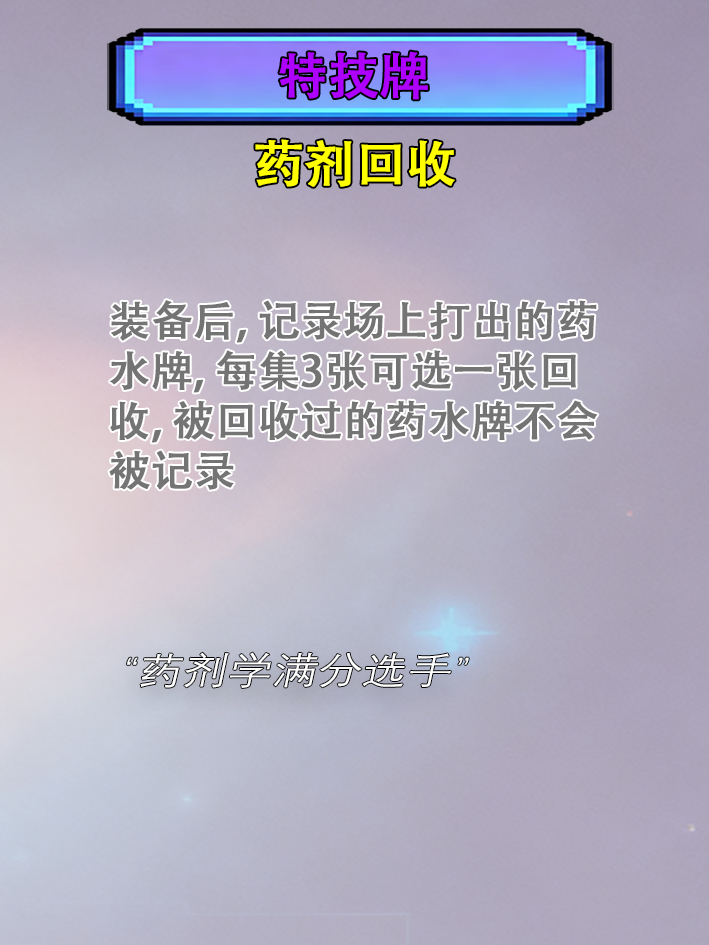 特技牌
药剂回收
装备后, 记录场上打出的药
水牌, 每集3张可选一张回
收, 被回收过的药水牌不会
被记录
“药剂学满分选手”